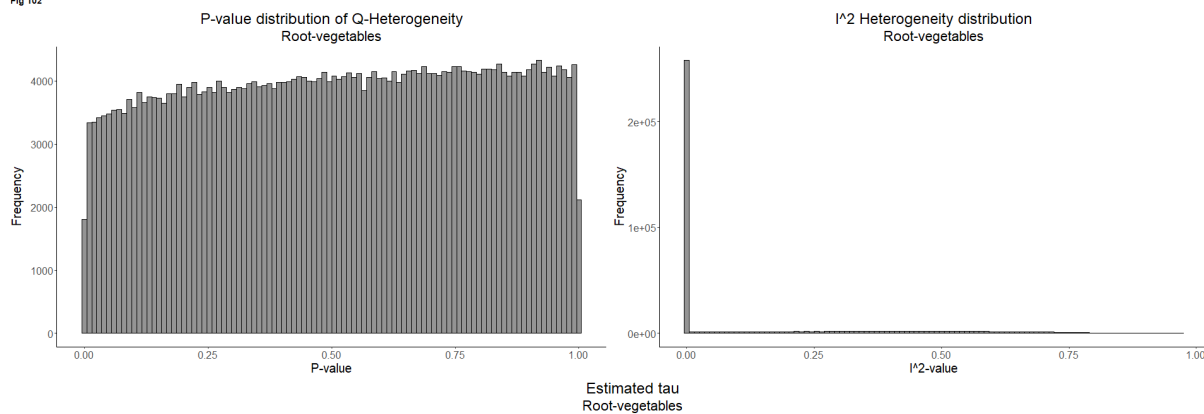 Fig 102
P-value distribution of Q-Heterogeneity
Root-vegetables
Frequency
4000
3000
2000
1000
0
0.00 0.25 0.50 0.75 1.00
P-value
I^2 Heterogeneity distribution
Root-vegetables
Frequency
2e+05
1e+05
0e+00
0.00 0.25 0.50 0.75 1.00
I^2-value
Estimated tau
Root-vegetables